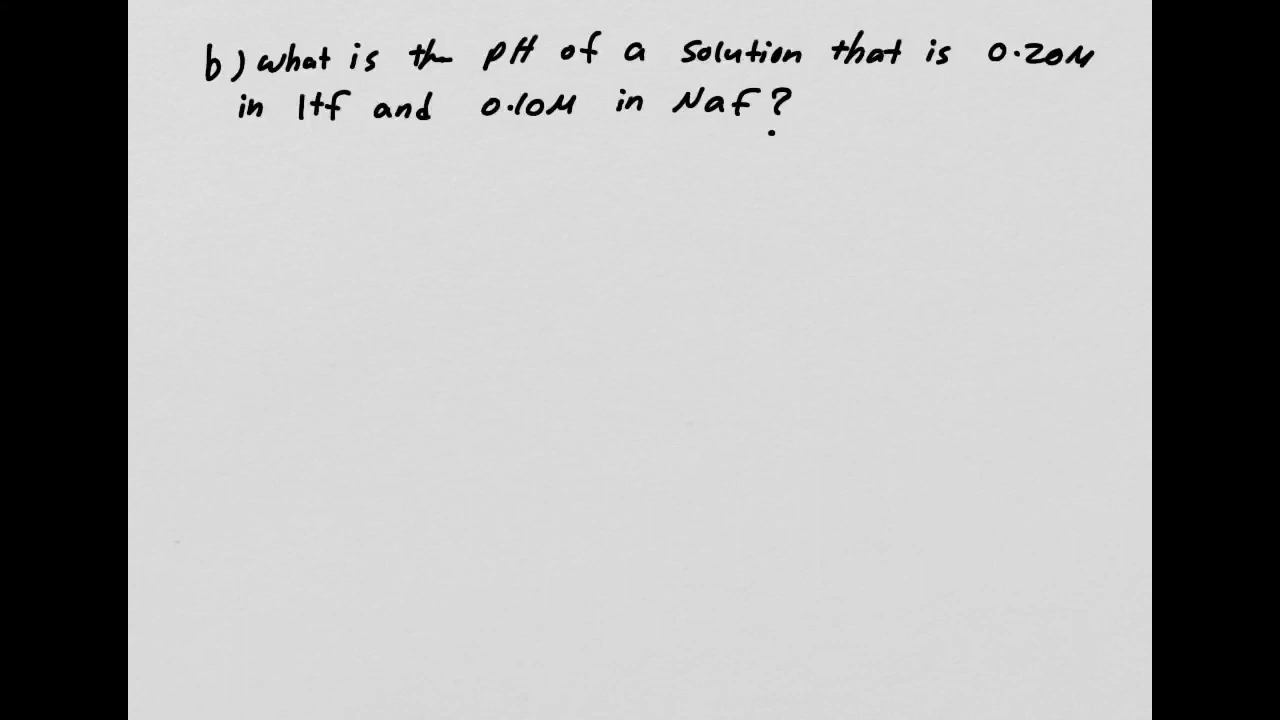 b) what is the pH of a solution that is 0.20M
in HF and 0.10M in NaF?